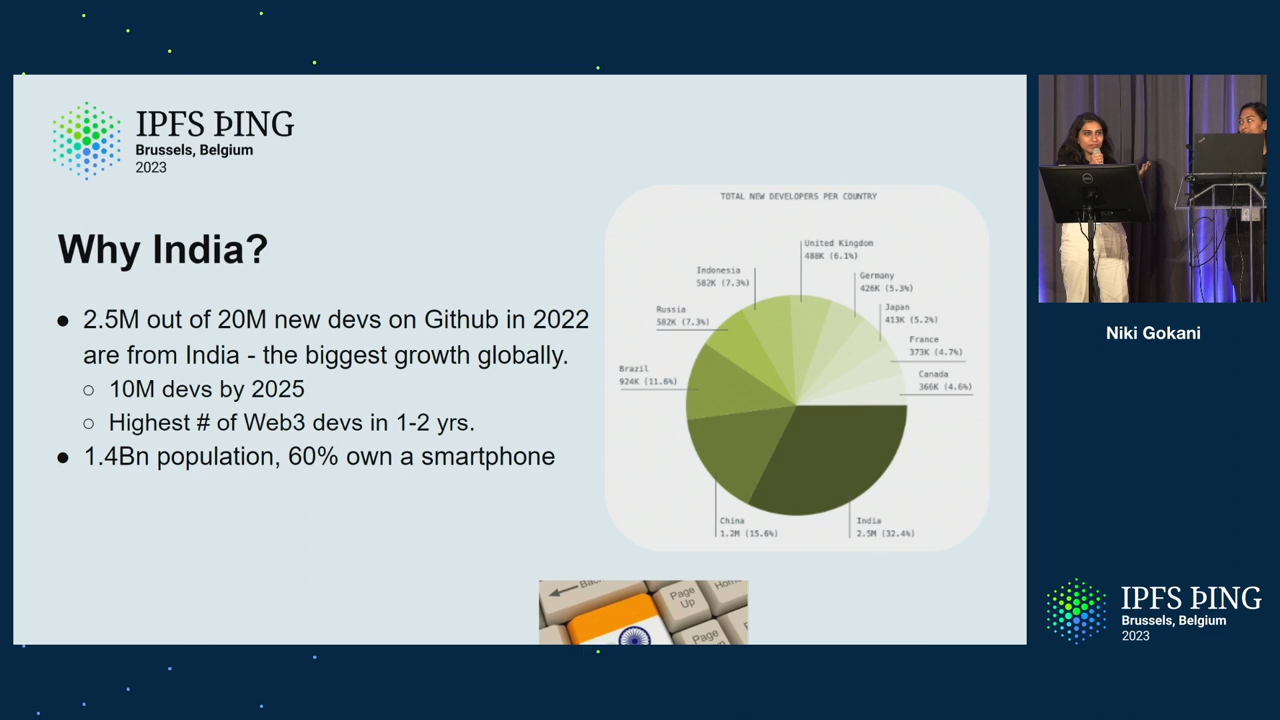 IPFS ÞING
Brussels, Belgium
2023
Why India?
● 2.5M out of 20M new devs on Github in 2022
are from India - the biggest growth globally.
○ 10M devs by 2025
○ Highest # of Web3 devs in 1-2 yrs.
● 1.4Bn population, 60% own a smartphone
TOTAL NEW DEVELOPERS PER COUNTRY
United Kingdom
488K (6.1%)
Indonesia
582K (7.3%)
Germany
426K (5.3%)
Russia
582K (7.3%)
Japan
413K (5.2%)
France
373K (4.7%)
Brazil
924K (11.6%)
Canada
366K (4.6%)
China
1.2M (15.6%)
India
2.5M (32.4%)
Page
Up
Page
DELL
Niki Gokani
IPFS ÞING
Brussels, Belgium
2023